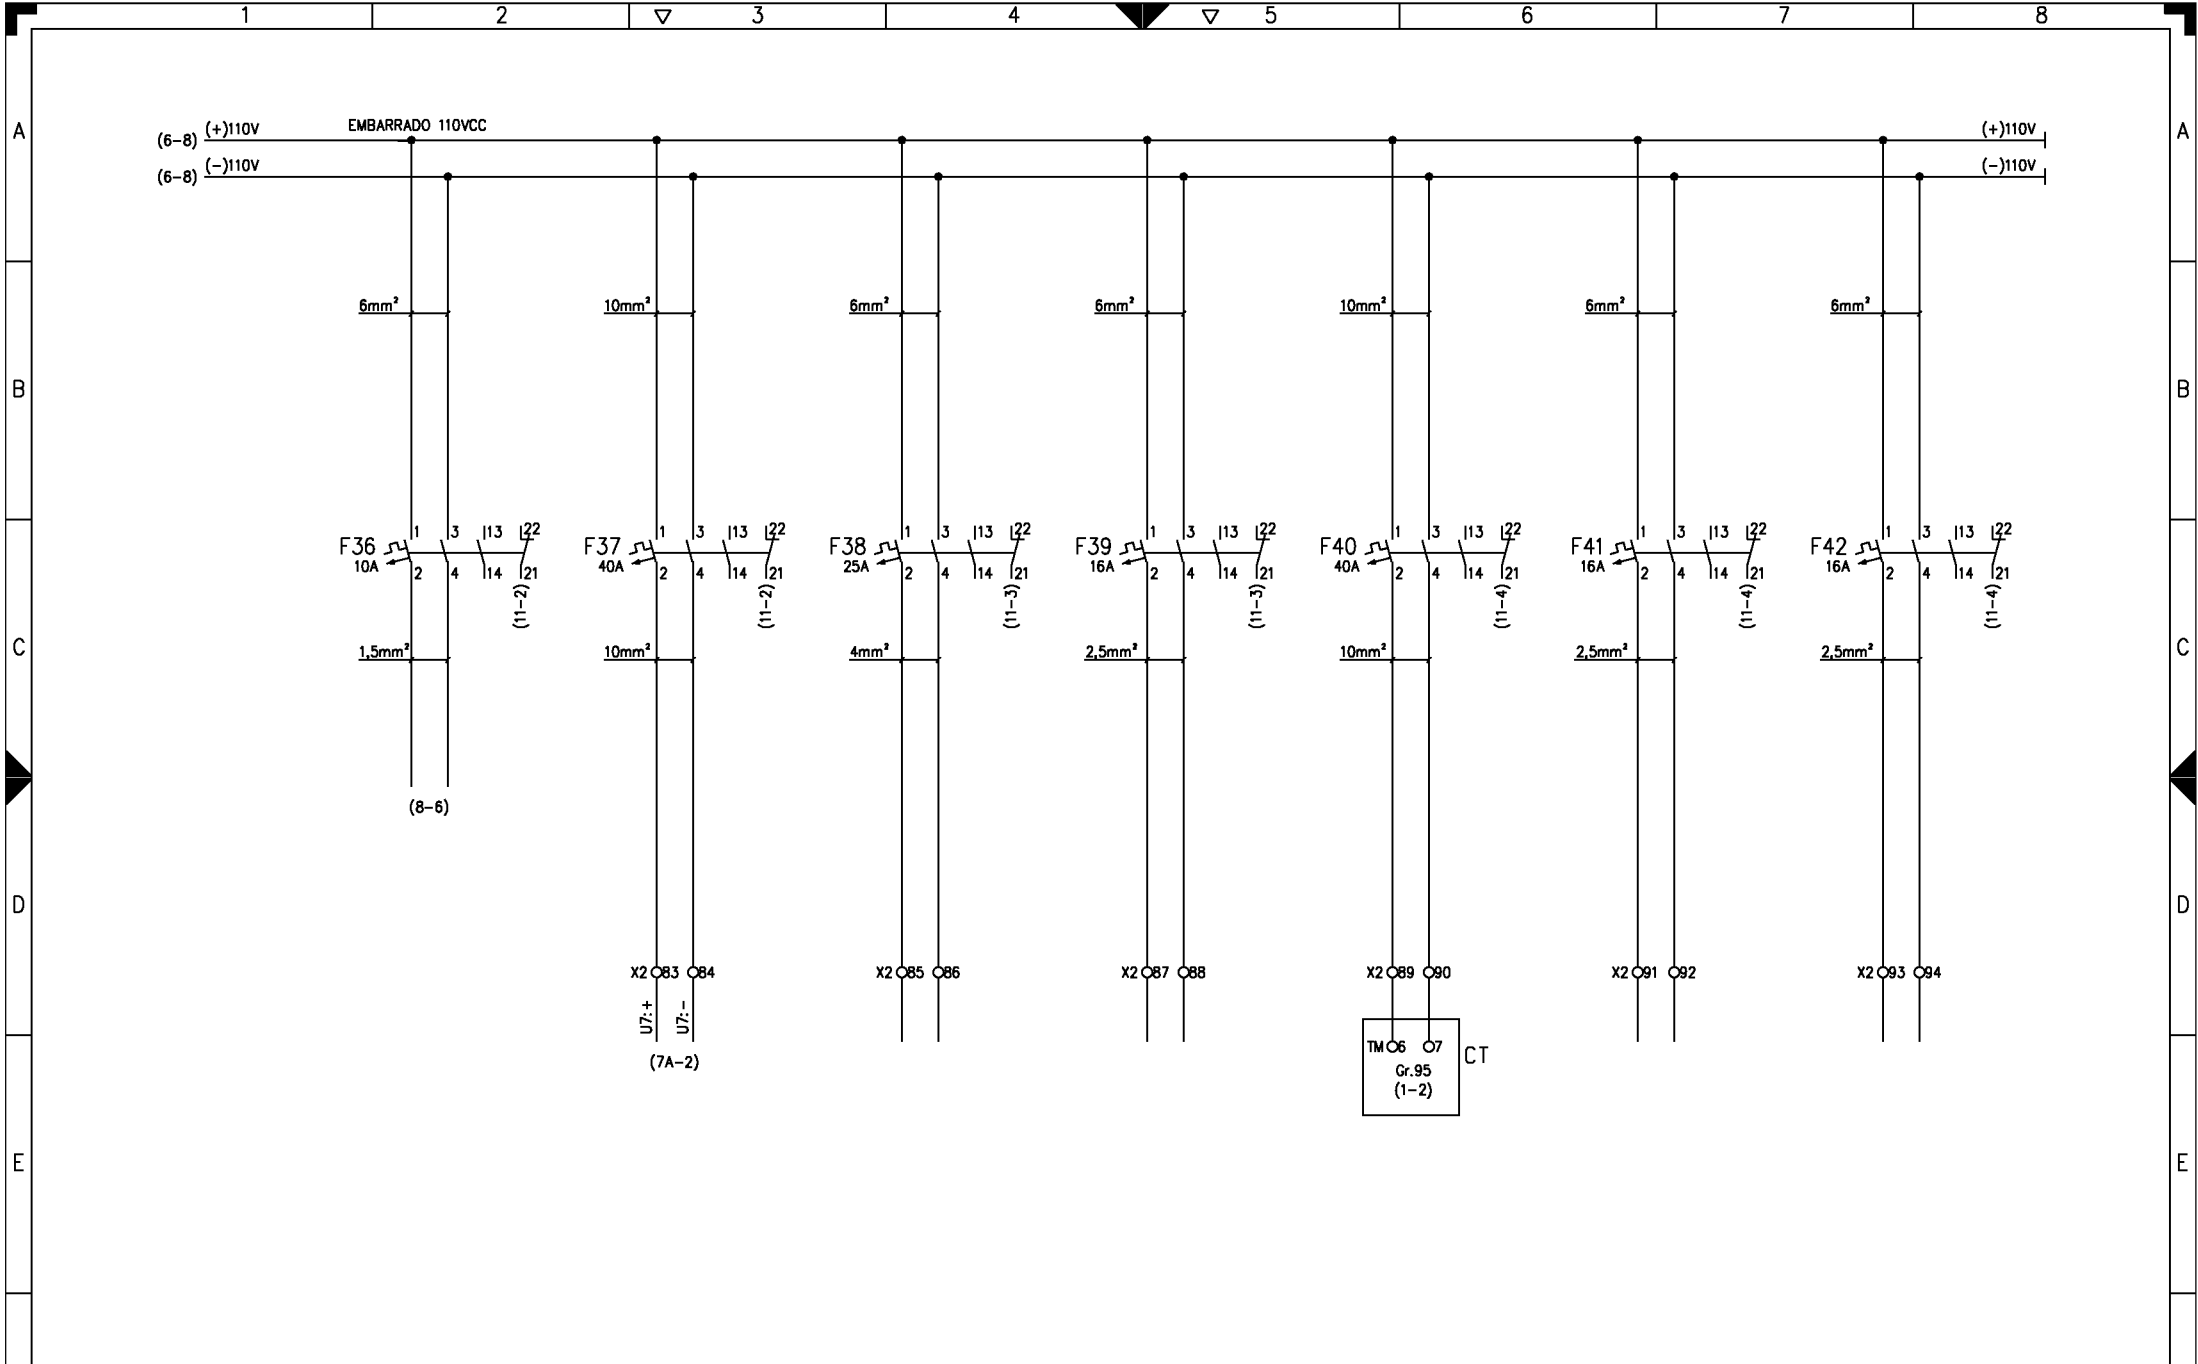 1 2 3 4 5 6 7 8
A EMBARRADO 110VCC A
(6-8) (+)110V (+)110V
(6-8) (-)110V (-)110V
6mm² 10mm² 6mm² 6mm² 10mm² 6mm² 6mm²
B B
1 3 13 22 1 3 13 22 1 3 13 22 1 3 13 22 1 3 13 22 1 3 13 22 1 3 13 22
F36 F37 F38 F39 F40 F41 F42
10A 40A 25A 16A 40A 16A 16A
2 4 14 21 2 4 14 21 2 4 14 21 2 4 14 21 2 4 14 21 2 4 14 21 2 4 14 21
(11-2) (11-2) (11-3) (11-3) (11-4) (11-4) (11-4)
C C
1,5mm² 10mm² 4mm² 2,5mm² 10mm² 2,5mm² 2,5mm²
(8-6)
D D
X2 83 84 X2 85 86 X2 87 88 X2 89 90 X2 91 92 X2 93 94
U7:+ U7:-
(7A-2)
TM 6 7 CT
Gr.95
(1-2)
E E